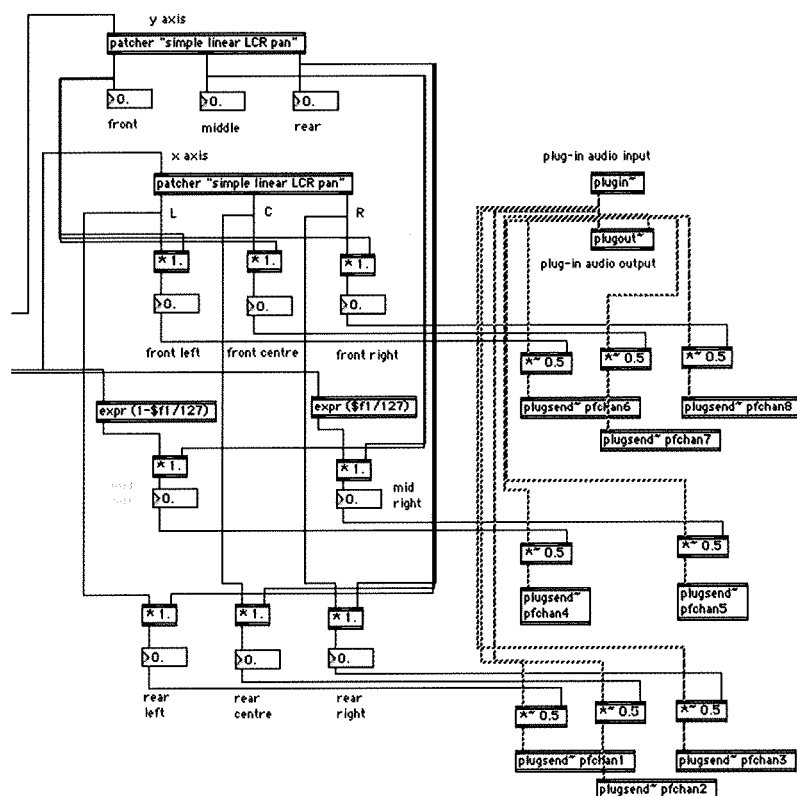 y axis
patcher "simple linear LCR pan"
0. 0. 0.
front middle rear
x axis
patcher "simple linear LCR pan"
L C R
* 1. * 1. * 1.
0. 0. 0.
front left front centre front right
expr (1-$f1/127) expr ($f1/127)
* 1. * 1.
0. 0.
mid
right
* 1. * 1. * 1.
0. 0. 0.
rear
left
rear
centre
rear
right
plug-in audio input
plugin~
plugout~
plug-in audio output
*~ 0.5 *~ 0.5 *~ 0.5
plugsend~ pfchan6 plugsend~ pfchan8
plugsend~ pfchan7
*~ 0.5 *~ 0.5
plugsend~
pfchan4
plugsend~
pfchan5
*~ 0.5 *~ 0.5 *~ 0.5
plugsend~ pfchan1 plugsend~ pfchan3
plugsend~ pfchan2